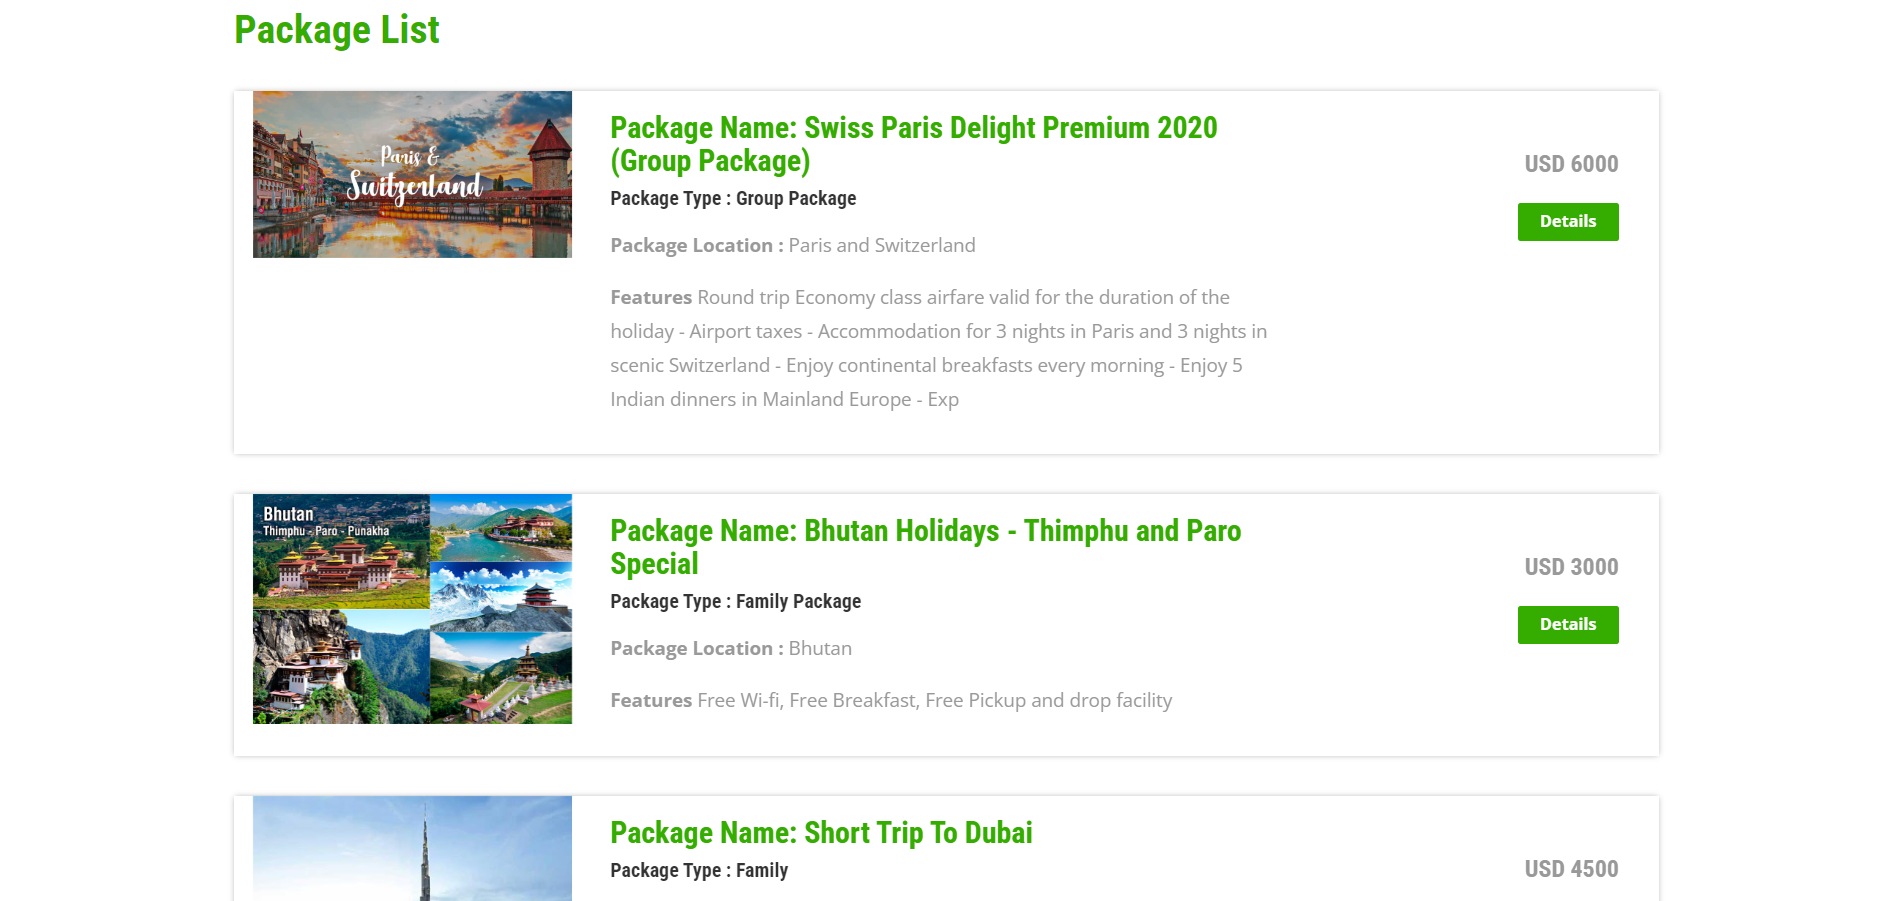 Package List
Paris &
Switzerland
Package Name: Swiss Paris Delight Premium 2020
(Group Package)
Package Type : Group Package
Package Location : Paris and Switzerland
Features Round trip Economy class airfare valid for the duration of the
holiday - Airport taxes - Accommodation for 3 nights in Paris and 3 nights in
scenic Switzerland - Enjoy continental breakfasts every morning - Enjoy 5
Indian dinners in Mainland Europe - Exp
USD 6000
Details
Bhutan
Thimphu - Paro - Punakha
Package Name: Bhutan Holidays - Thimphu and Paro
Special
Package Type : Family Package
Package Location : Bhutan
Features Free Wi-fi, Free Breakfast, Free Pickup and drop facility
USD 3000
Details
Package Name: Short Trip To Dubai
Package Type : Family
USD 4500